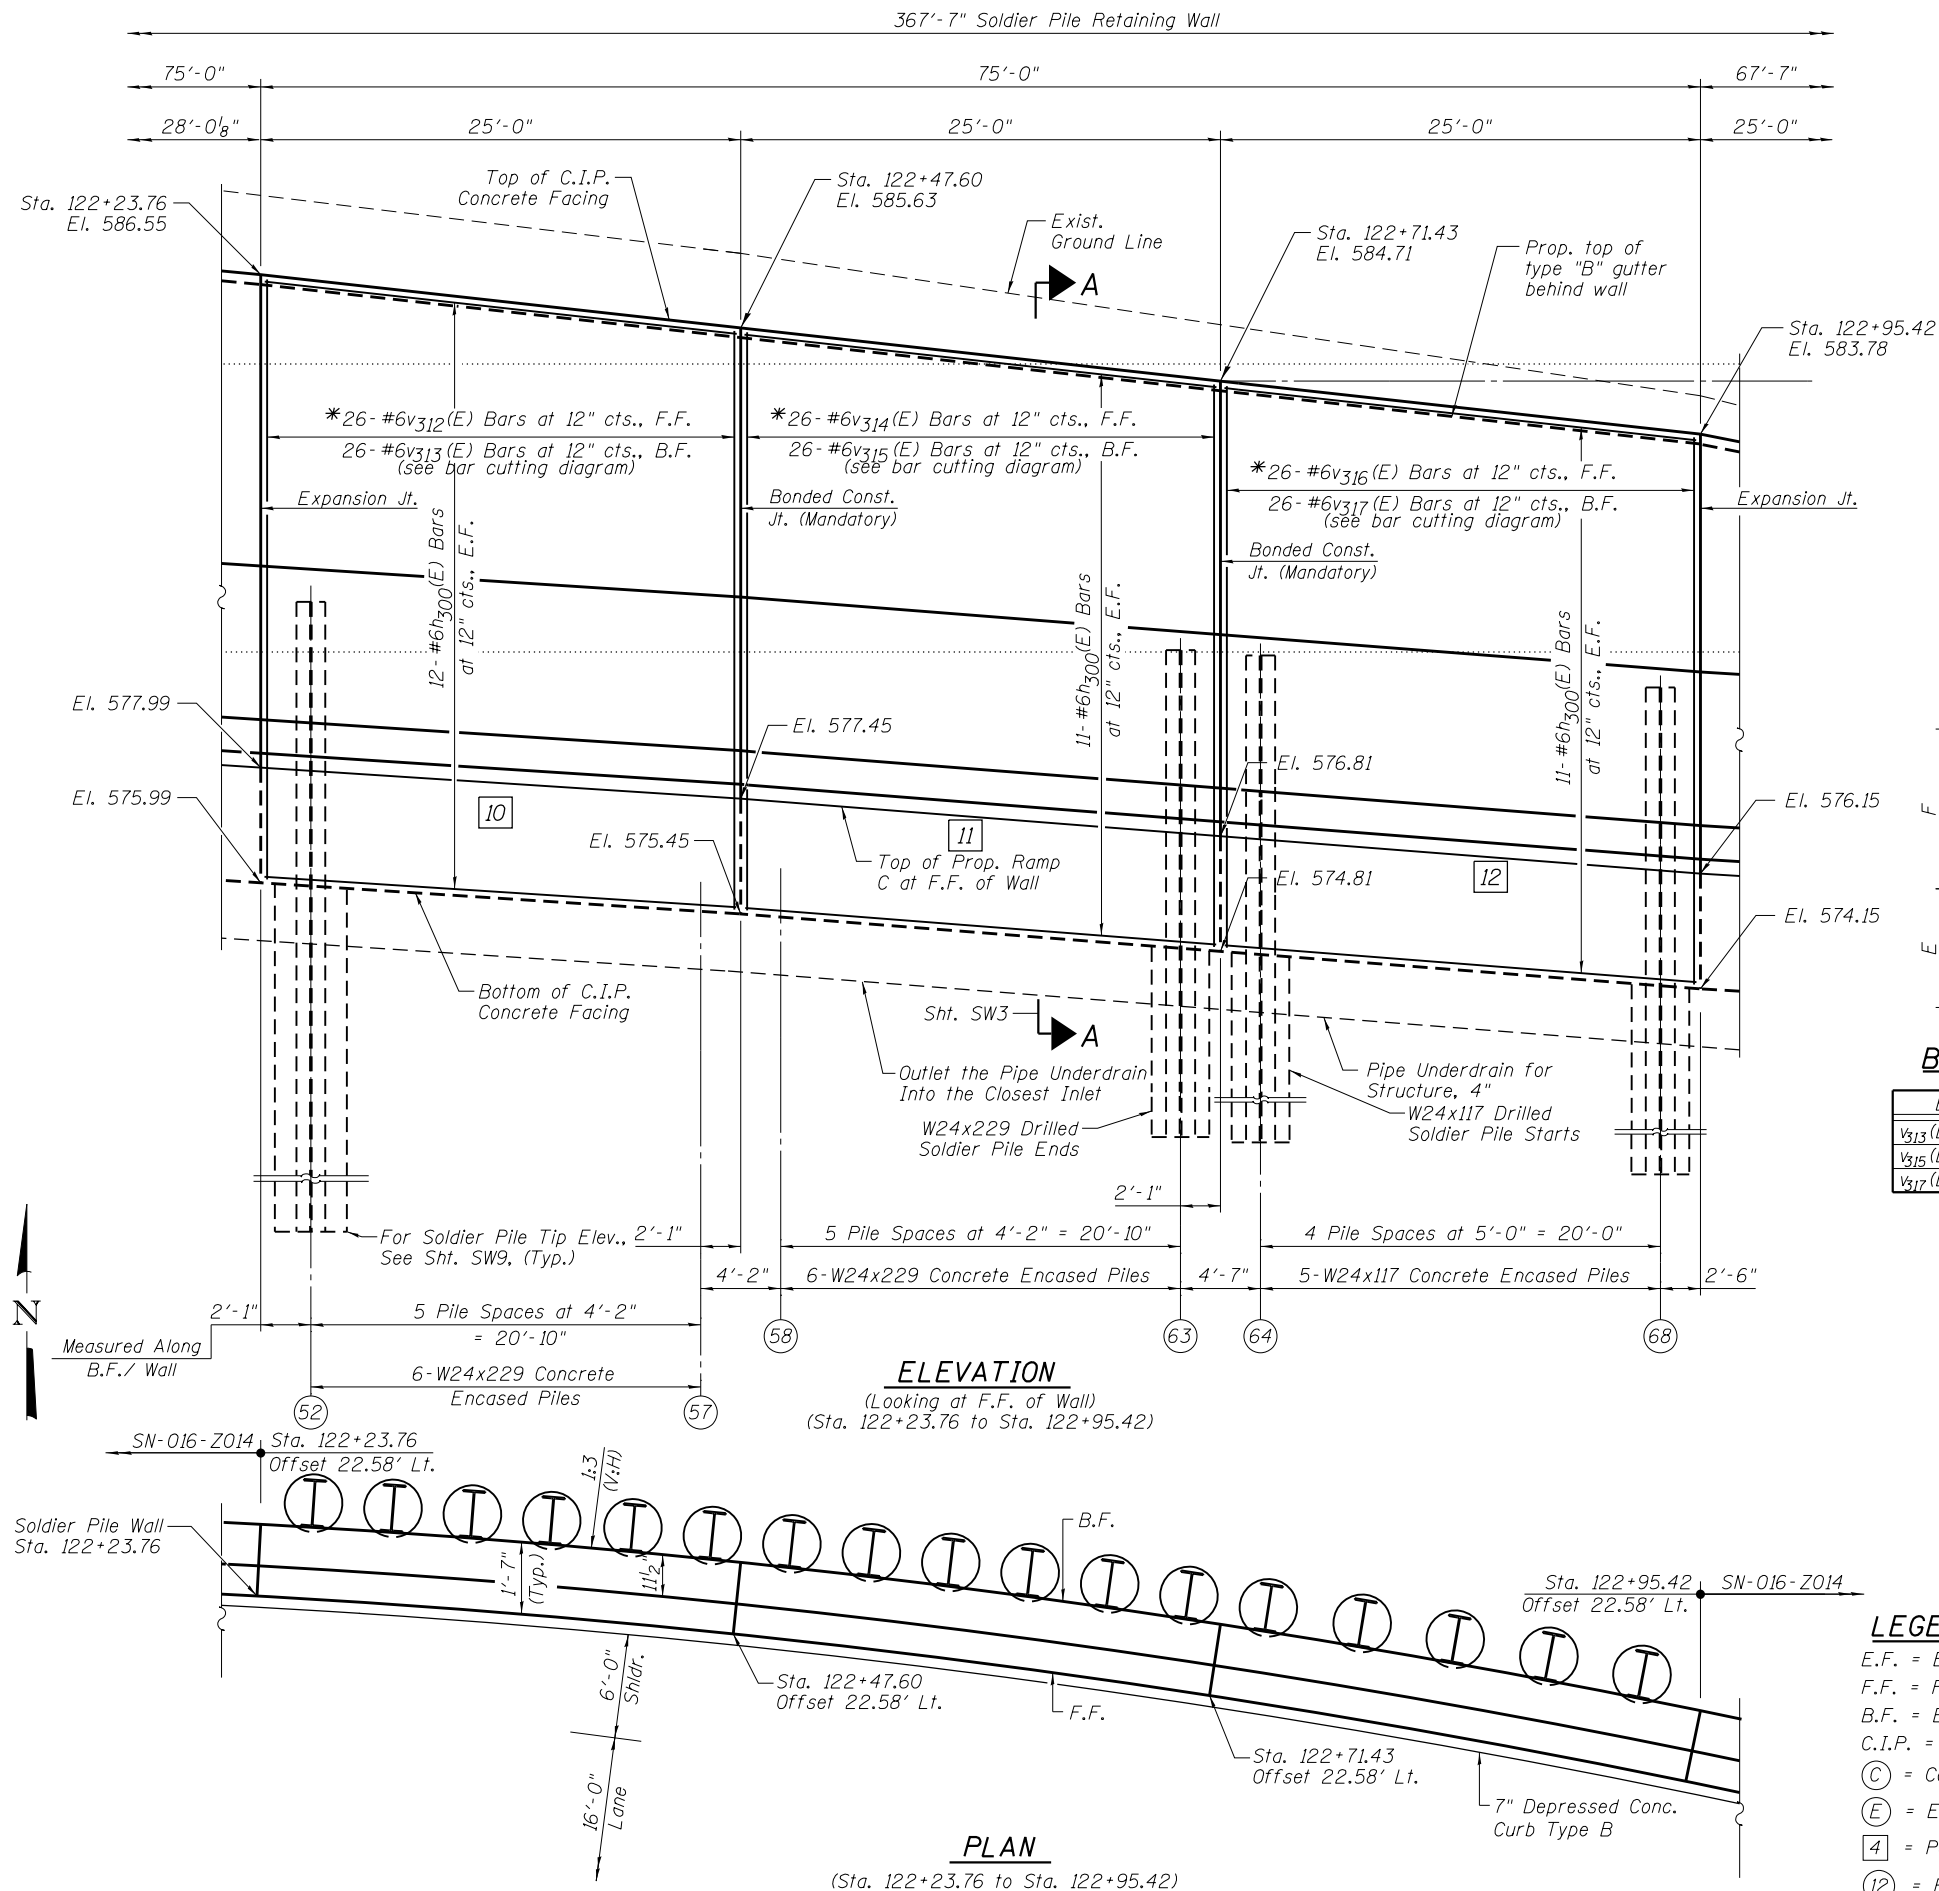 367'-7" Soldier Pile Retaining Wall
75'-0"
75'-0"
67'-7"
28'-0 1/8"
25'-0"
25'-0"
25'-0"
25'-0"
Sta. 122+23.76
El. 586.55
Top of C.I.P.
Concrete Facing
Sta. 122+47.60
El. 585.63
Exist.
Ground Line
A
Sta. 122+71.43
El. 584.71
Prop. top of
type "B" gutter
behind wall
Sta. 122+95.42
El. 583.78
*26-#6v312(E) Bars at 12" cts., F.F.
26-#6v313(E) Bars at 12" cts., B.F.
(see bar cutting diagram)
*26-#6v314(E) Bars at 12" cts., F.F.
26-#6v315(E) Bars at 12" cts., B.F.
(see bar cutting diagram)
*26-#6v316(E) Bars at 12" cts., F.F.
26-#6v317(E) Bars at 12" cts., B.F.
(see bar cutting diagram)
Expansion Jt.
Bonded Const.
Jt. (Mandatory)
Bonded Const.
Jt. (Mandatory)
Expansion Jt.
12-#6h300(E) Bars
at 12" cts., E.F.
11-#6h300(E) Bars
at 12" cts., E.F.
11-#6h300(E) Bars
at 12" cts., E.F.
El. 577.99
El. 577.45
El. 576.81
El. 576.15
El. 575.99
El. 575.45
El. 574.81
El. 574.15
10
11
12
Top of Prop. Ramp
C at F.F. of Wall
F
E
Bottom of C.I.P.
Concrete Facing
Sht. SW3
A
Outlet the Pipe Underdrain
Into the Closest Inlet
Pipe Underdrain for
Structure, 4"
W24x229 Drilled
Soldier Pile Ends
W24x117 Drilled
Soldier Pile Starts
B
v313(
v315(
v317(
For Soldier Pile Tip Elev.,
See Sht. SW9, (Typ.)
2'-1"
2'-1"
5 Pile Spaces at 4'-2" = 20'-10"
4 Pile Spaces at 5'-0" = 20'-0"
4'-2"
6-W24x229 Concrete Encased Piles
4'-7"
5-W24x117 Concrete Encased Piles
2'-6"
N
2'-1"
5 Pile Spaces at 4'-2"
= 20'-10"
Measured Along
B.F./ Wall
6-W24x229 Concrete
Encased Piles
52
57
58
63
64
68
ELEVATION
(Looking at F.F. of Wall)
(Sta. 122+23.76 to Sta. 122+95.42)
SN-016-Z014
Sta. 122+23.76
Offset 22.58' Lt.
1:3
(V:H)
Soldier Pile Wall
Sta. 122+23.76
1'-7"
(Typ.)
11 1/2"
B.F.
Sta. 122+95.42
Offset 22.58' Lt.
SN-016-Z014
6'-0"
Shldr.
16'-0"
Lane
Sta. 122+47.60
Offset 22.58' Lt.
F.F.
Sta. 122+71.43
Offset 22.58' Lt.
7" Depressed Conc.
Curb Type B
PLAN
(Sta. 122+23.76 to Sta. 122+95.42)
LEGE
E.F. = E
F.F. = F
B.F. = B
C.I.P. =
C = C
E = E
4 = P
12 =